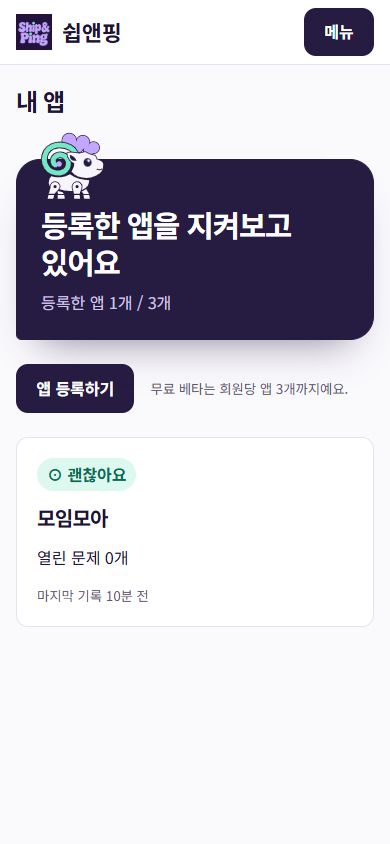 Ship&
Ping
쉽앤핑
메뉴
내 앱
등록한 앱을 지켜보고
있어요
등록한 앱 1개 / 3개
앱 등록하기
무료 베타는 회원당 앱 3개까지예요.
괜찮아요
모임모아
열린 문제 0개
마지막 기록 10분 전